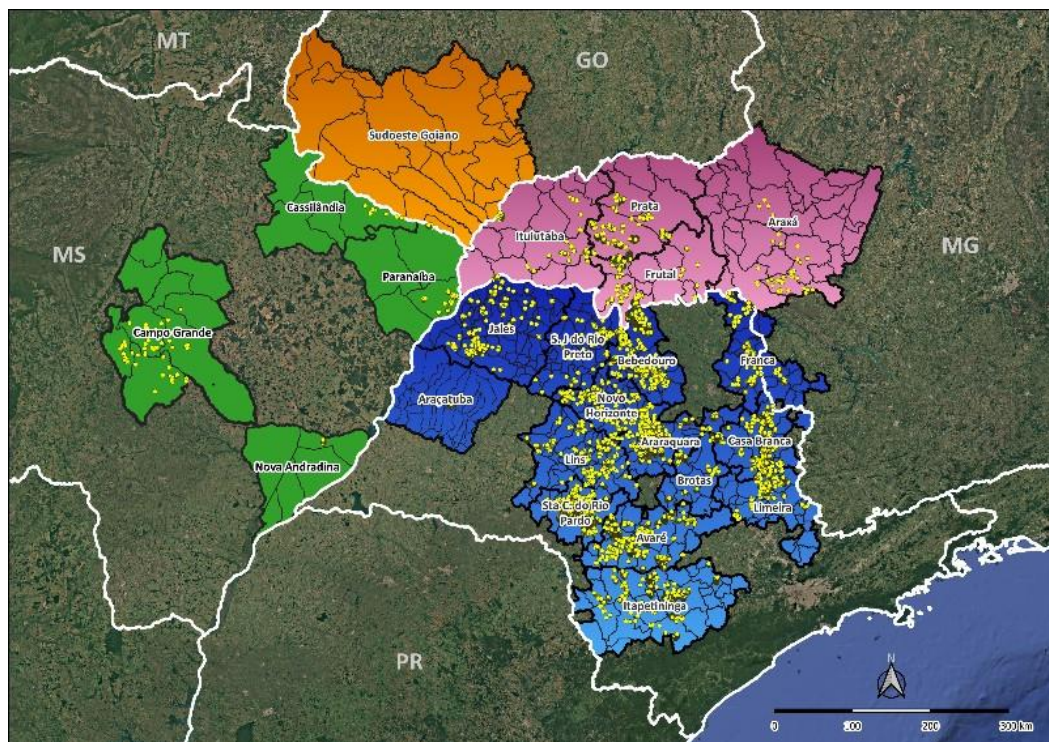 MT
GO
Sudoeste Goiano
Cassilândia
Prata
Araxá
Itulutaba
MS
MG
Paranaíba
Frutal
Campo Grande
Jales
S. J do Rio
Preto
Bebedouro
Franca
Araçatuba
Novo
Horizonte
Araraquara
Casa Branca
Lins
Nova Andradina
Brotas
Sta C. do Rio
Pardo
Limeira
Avaré
Itapetininga
PR
N
0 100 200 300 km